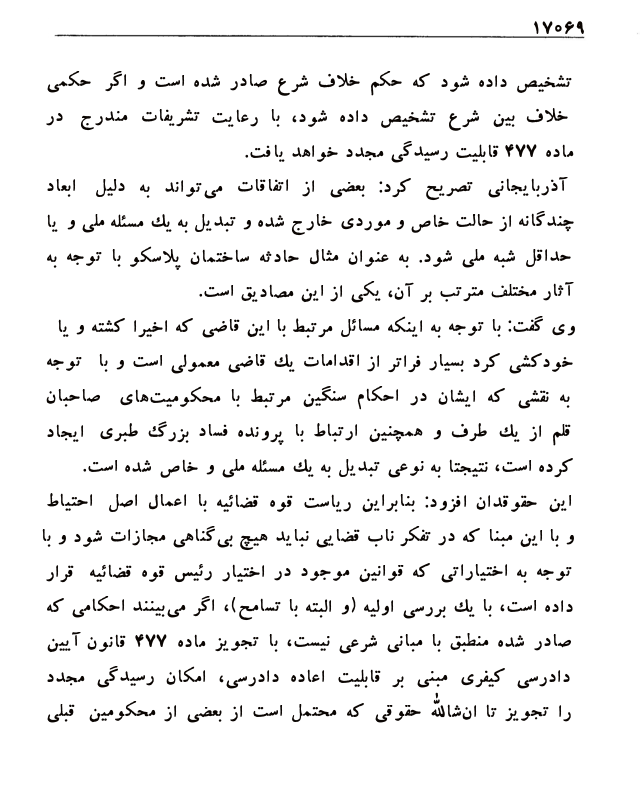 ۱۷۰۶۹
تشخیص داده شود که حکم خلاف شرع صادر شده است و اگر حکمی
خلاف بین شرع تشخیص داده شود، با رعایت تشریفات مندرج در
ماده ۴۷۷ قابلیت رسیدگی مجدد خواهد یافت.
آذربایجانی تصریح کرد: بعضی از اتفاقات می‌تواند به دلیل ابعاد
چندگانه از حالت خاص و موردی خارج شده و تبدیل به یك مسئله ملی و یا
حداقل شبه ملی شود. به عنوان مثال حادثه ساختمان پلاسکو با توجه به
آثار مختلف مترتب بر آن، یکی از این مصادیق است.
وی گفت: با توجه به اینکه مسائل مرتبط با این قاضی که اخیرا کشته و یا
خودکشی کرد بسیار فراتر از اقدامات یك قاضی معمولی است و با توجه
به نقشی که ایشان در احکام سنگین مرتبط با محکومیت‌های صاحبان
قلم از یك طرف و همچنین ارتباط با پرونده فساد بزرگ طبری ایجاد
کرده است، نتیجتا به نوعی تبدیل به یك مسئله ملی و خاص شده است.
این حقوقدان افزود: بنابراین ریاست قوه قضائیه با اعمال اصل احتیاط
و با این مبنا که در تفکر ناب قضایی نباید هیچ بی‌گناهی مجازات شود و با
توجه به اختیاراتی که قوانین موجود در اختیار رئیس قوه قضائیه قرار
داده است، با یك بررسی اولیه (و البته با تسامح)، اگر می‌بینند احکامی که
صادر شده منطبق با مبانی شرعی نیست، با تجویز ماده ۴۷۷ قانون آیین
دادرسی کیفری مبنی بر قابلیت اعاده دادرسی، امکان رسیدگی مجدد
را تجویز تا ان‌شاالله حقوقی که محتمل است از بعضی از محکومین قبلی